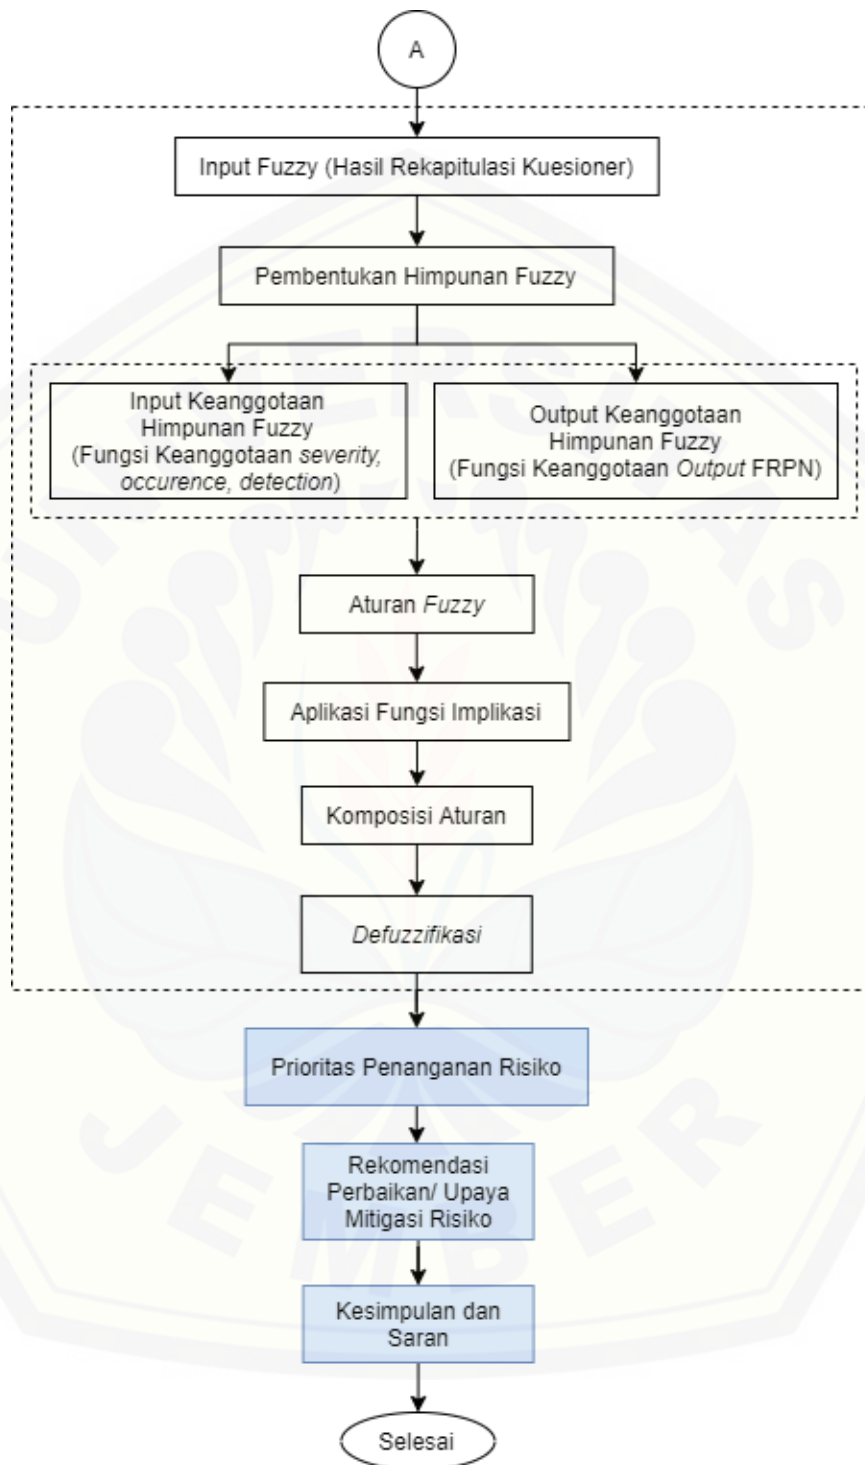 A
Input Fuzzy (Hasil Rekapitulasi Kuesioner)
Pembentukan Himpunan Fuzzy
Input Keanggotaan
Himpunan Fuzzy
(Fungsi Keanggotaan severity,
occurence, detection)
Output Keanggotaan
Himpunan Fuzzy
(Fungsi Keanggotaan Output FRPN)
Aturan Fuzzy
Aplikasi Fungsi Implikasi
Komposisi Aturan
Defuzzifikasi
Prioritas Penanganan Risiko
Rekomendasi
Perbaikan/ Upaya
Mitigasi Risiko
Kesimpulan dan
Saran
Selesai
UNIVERSITAS
JEMBER